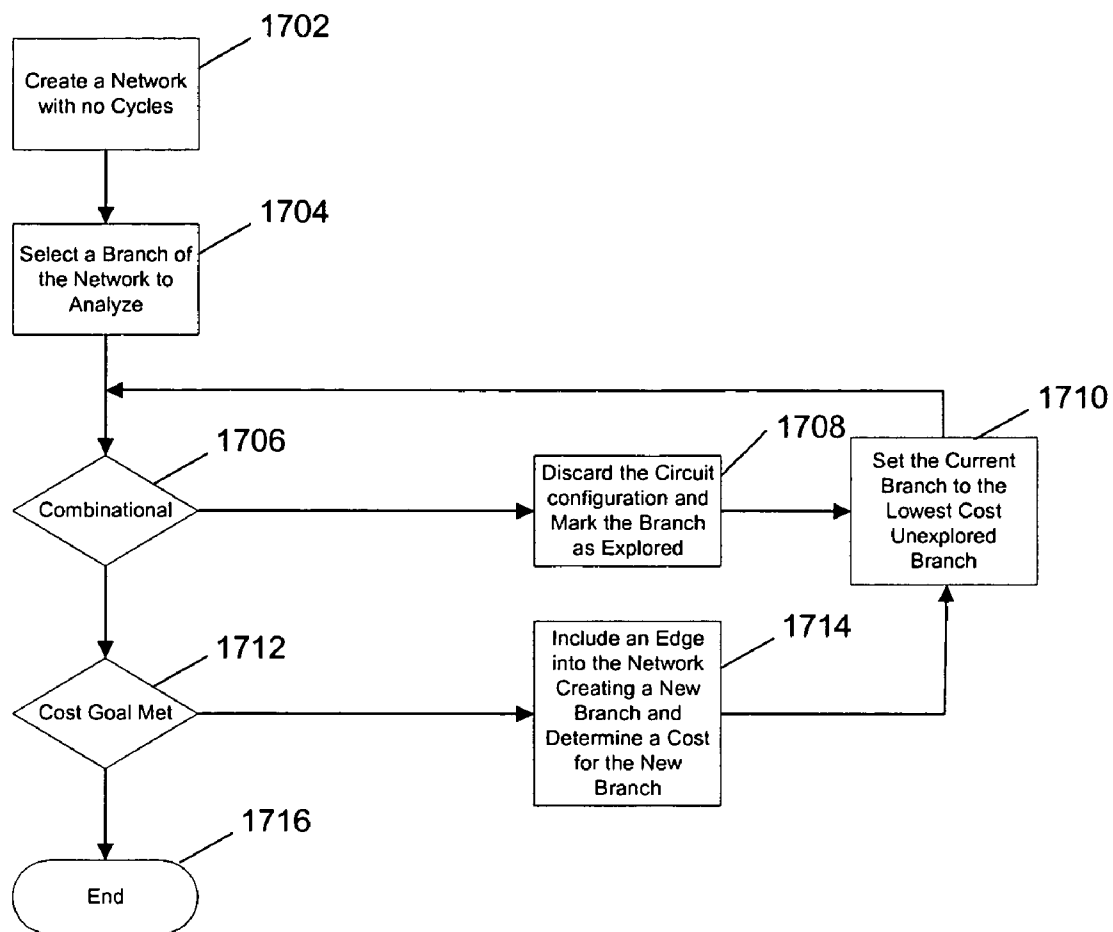 1702
Create a Network
with no Cycles
1704
Select a Branch of
the Network to
Analyze
1706
Combinational
1708
Discard the Circuit
configuration and
Mark the Branch
as Explored
1710
Set the Current
Branch to the
Lowest Cost
Unexplored
Branch
1712
Cost Goal Met
1714
Include an Edge
into the Network
Creating a New
Branch and
Determine a Cost
for the New
Branch
1716
End